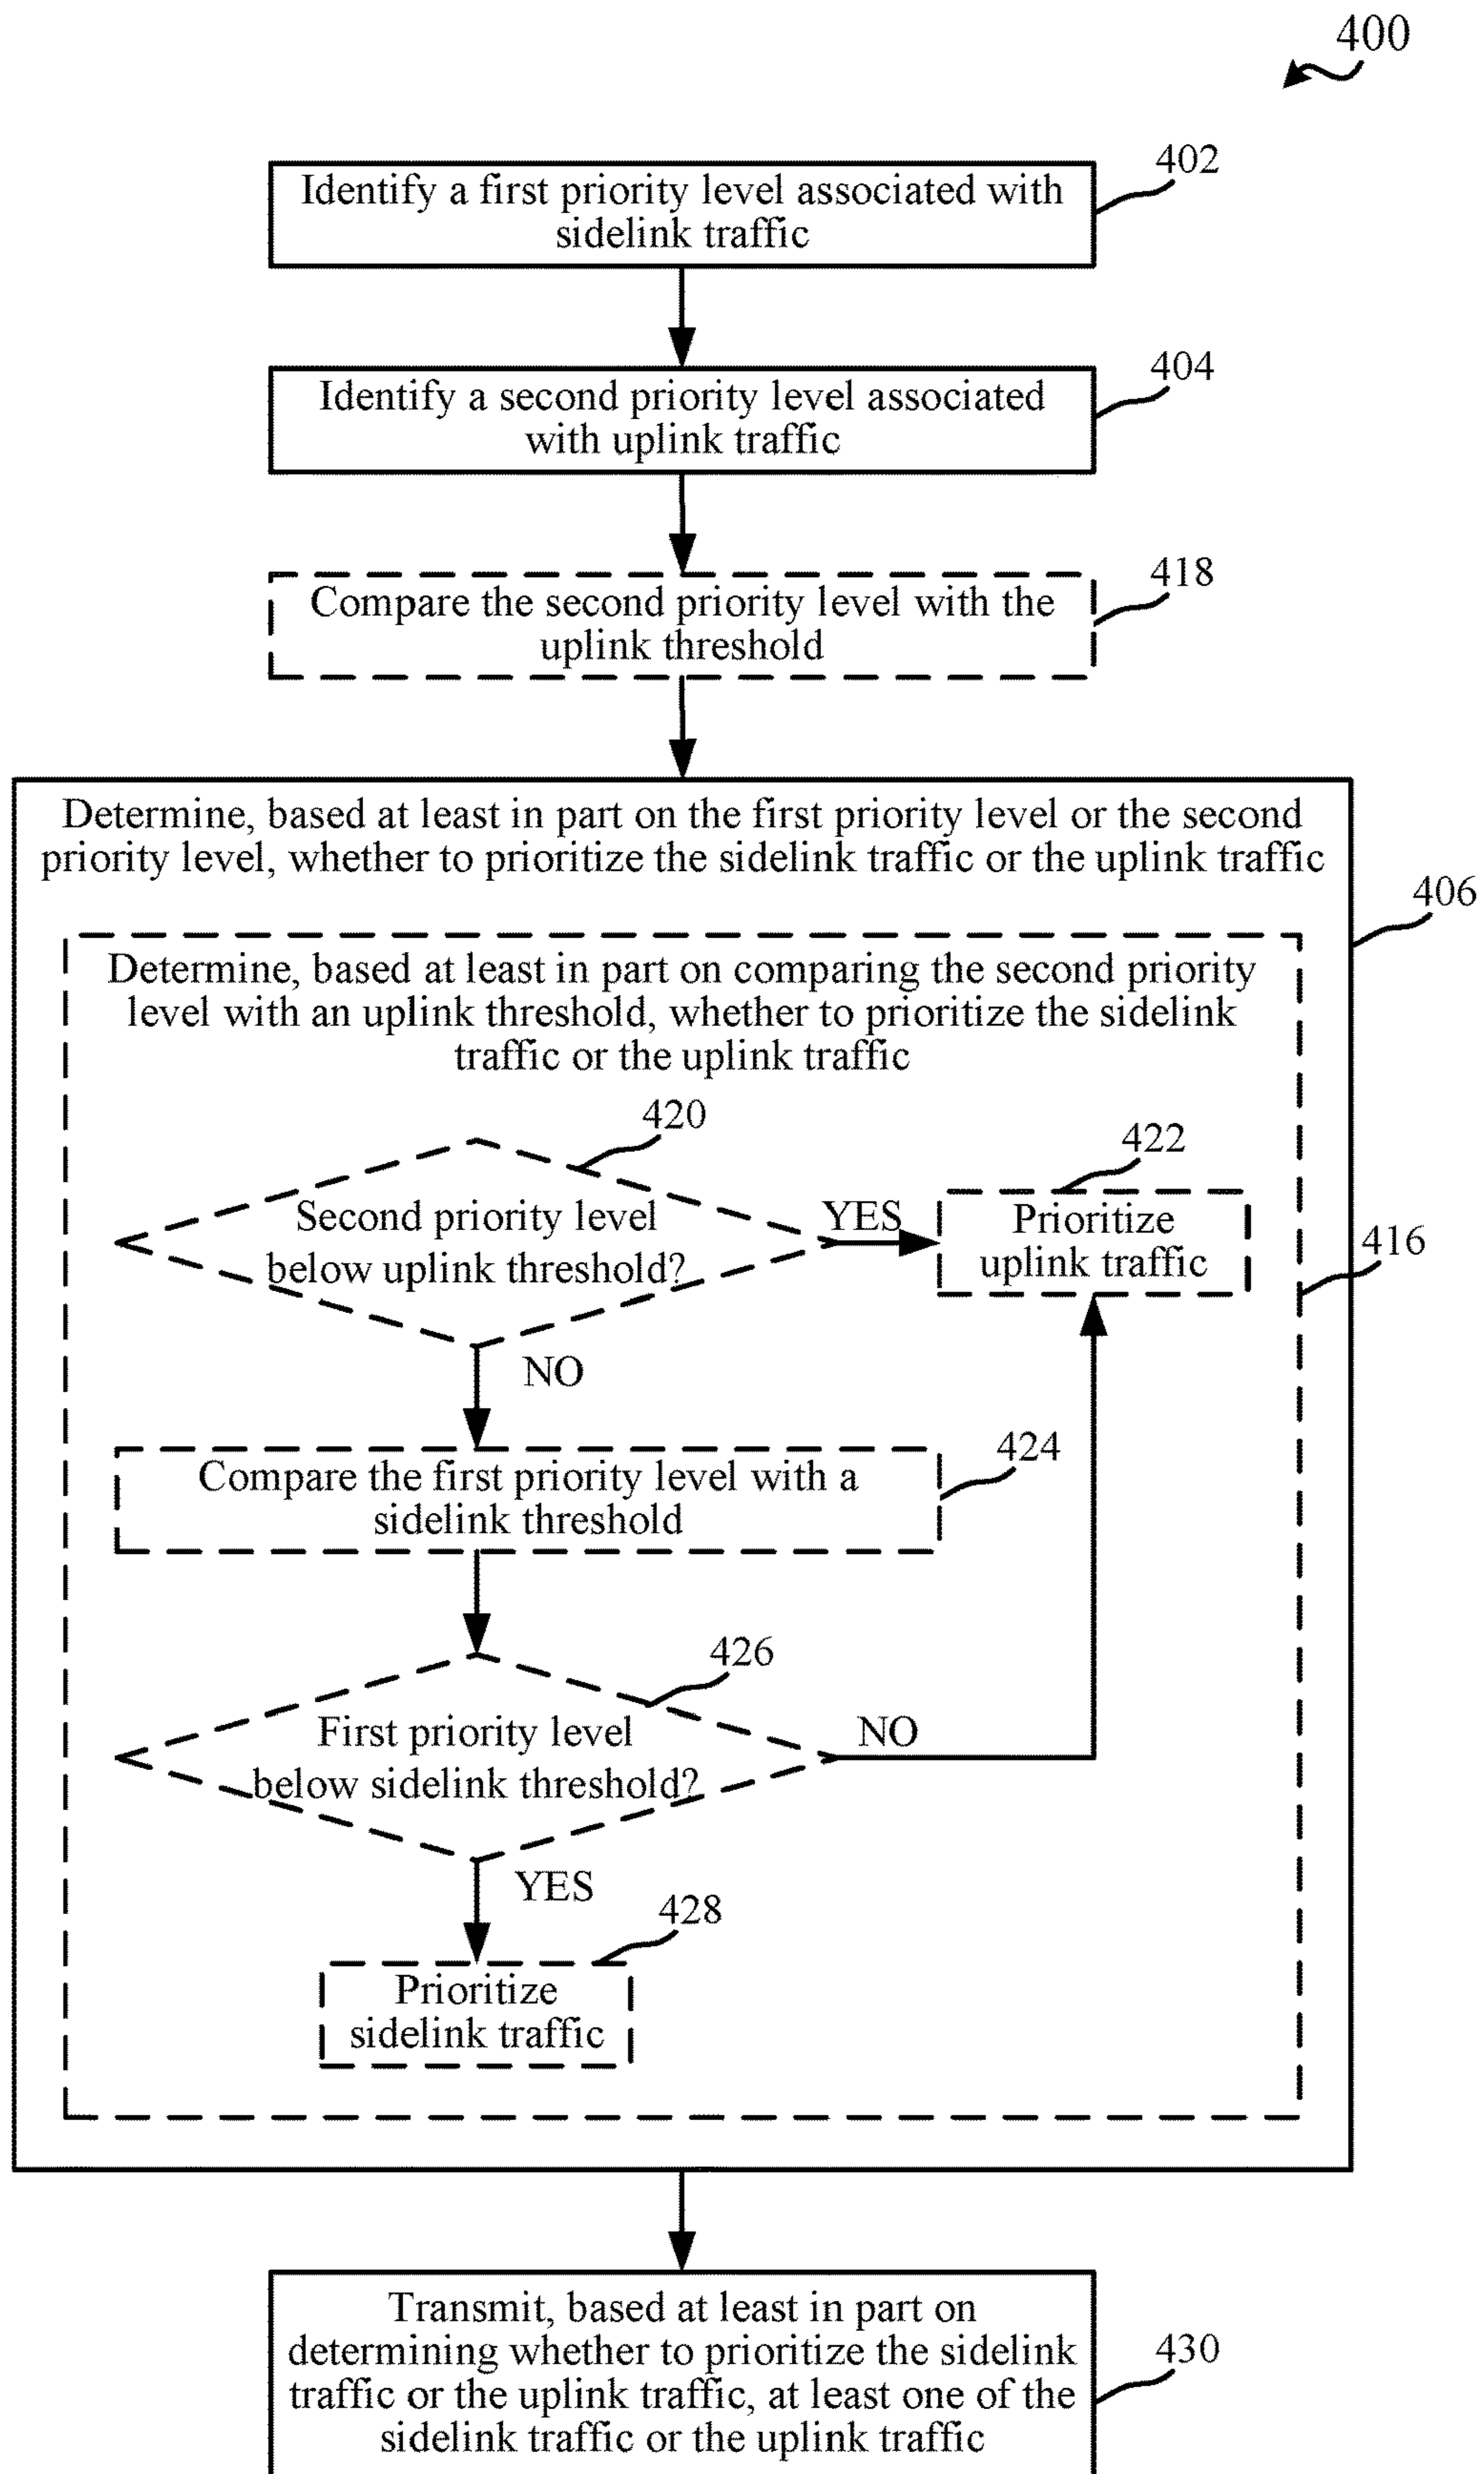 400
402
Identify a first priority level associated with
sidelink traffic
404
Identify a second priority level associated
with uplink traffic
418
Compare the second priority level with the
uplink threshold
Determine, based at least in part on the first priority level or the second
priority level, whether to prioritize the sidelink traffic or the uplink traffic
406
Determine, based at least in part on comparing the second priority
level with an uplink threshold, whether to prioritize the sidelink
traffic or the uplink traffic
420
422
Second priority level
below uplink threshold?
YES
Prioritize
uplink traffic
416
NO
424
Compare the first priority level with a
sidelink threshold
426
First priority level
below sidelink threshold?
NO
YES
428
Prioritize
sidelink traffic
Transmit, based at least in part on
determining whether to prioritize the sidelink
traffic or the uplink traffic, at least one of the
sidelink traffic or the uplink traffic
430